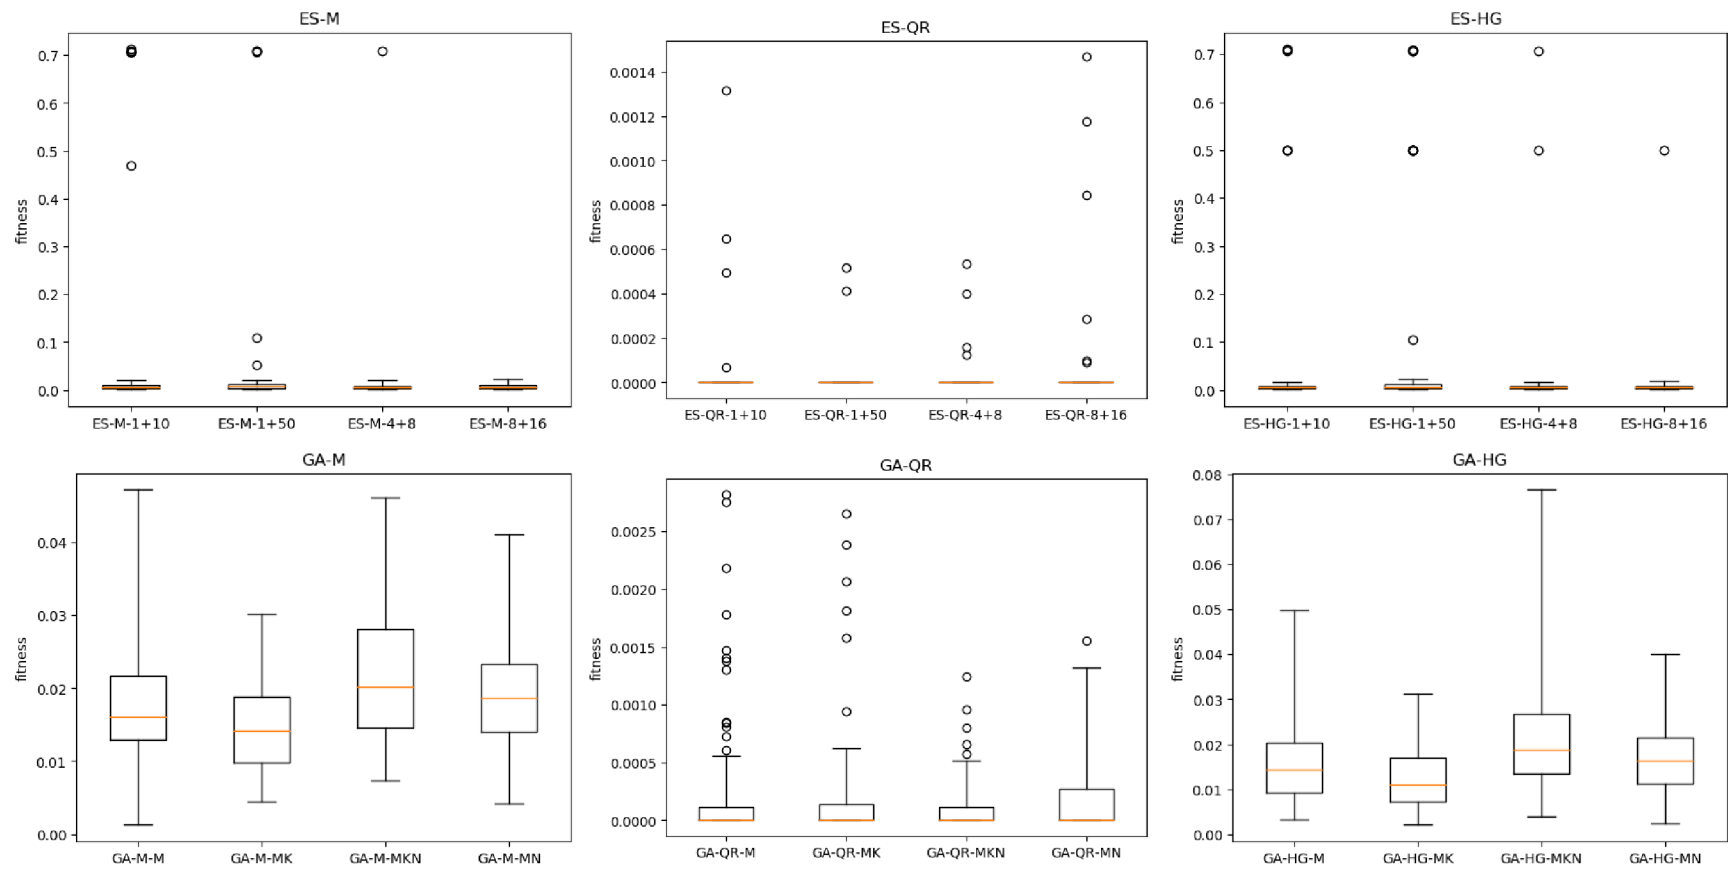 ES-M
fitness
0.7
0.6
0.5
0.4
0.3
0.2
0.1
0.0
ES-M-1+10 ES-M-1+50 ES-M-4+8 ES-M-8+16
ES-QR
fitness
0.0014
0.0012
0.0010
0.0008
0.0006
0.0004
0.0002
0.0000
ES-QR-1+10 ES-QR-1+50 ES-QR-4+8 ES-QR-8+16
ES-HG
fitness
0.7
0.6
0.5
0.4
0.3
0.2
0.1
0.0
ES-HG-1+10 ES-HG-1+50 ES-HG-4+8 ES-HG-8+16
GA-M
fitness
0.04
0.03
0.02
0.01
0.00
GA-M-M GA-M-MK GA-M-MKN GA-M-MN
GA-QR
fitness
0.0025
0.0020
0.0015
0.0010
0.0005
0.0000
GA-QR-M GA-QR-MK GA-QR-MKN GA-QR-MN
GA-HG
fitness
0.08
0.07
0.06
0.05
0.04
0.03
0.02
0.01
0.00
GA-HG-M GA-HG-MK GA-HG-MKN GA-HG-MN